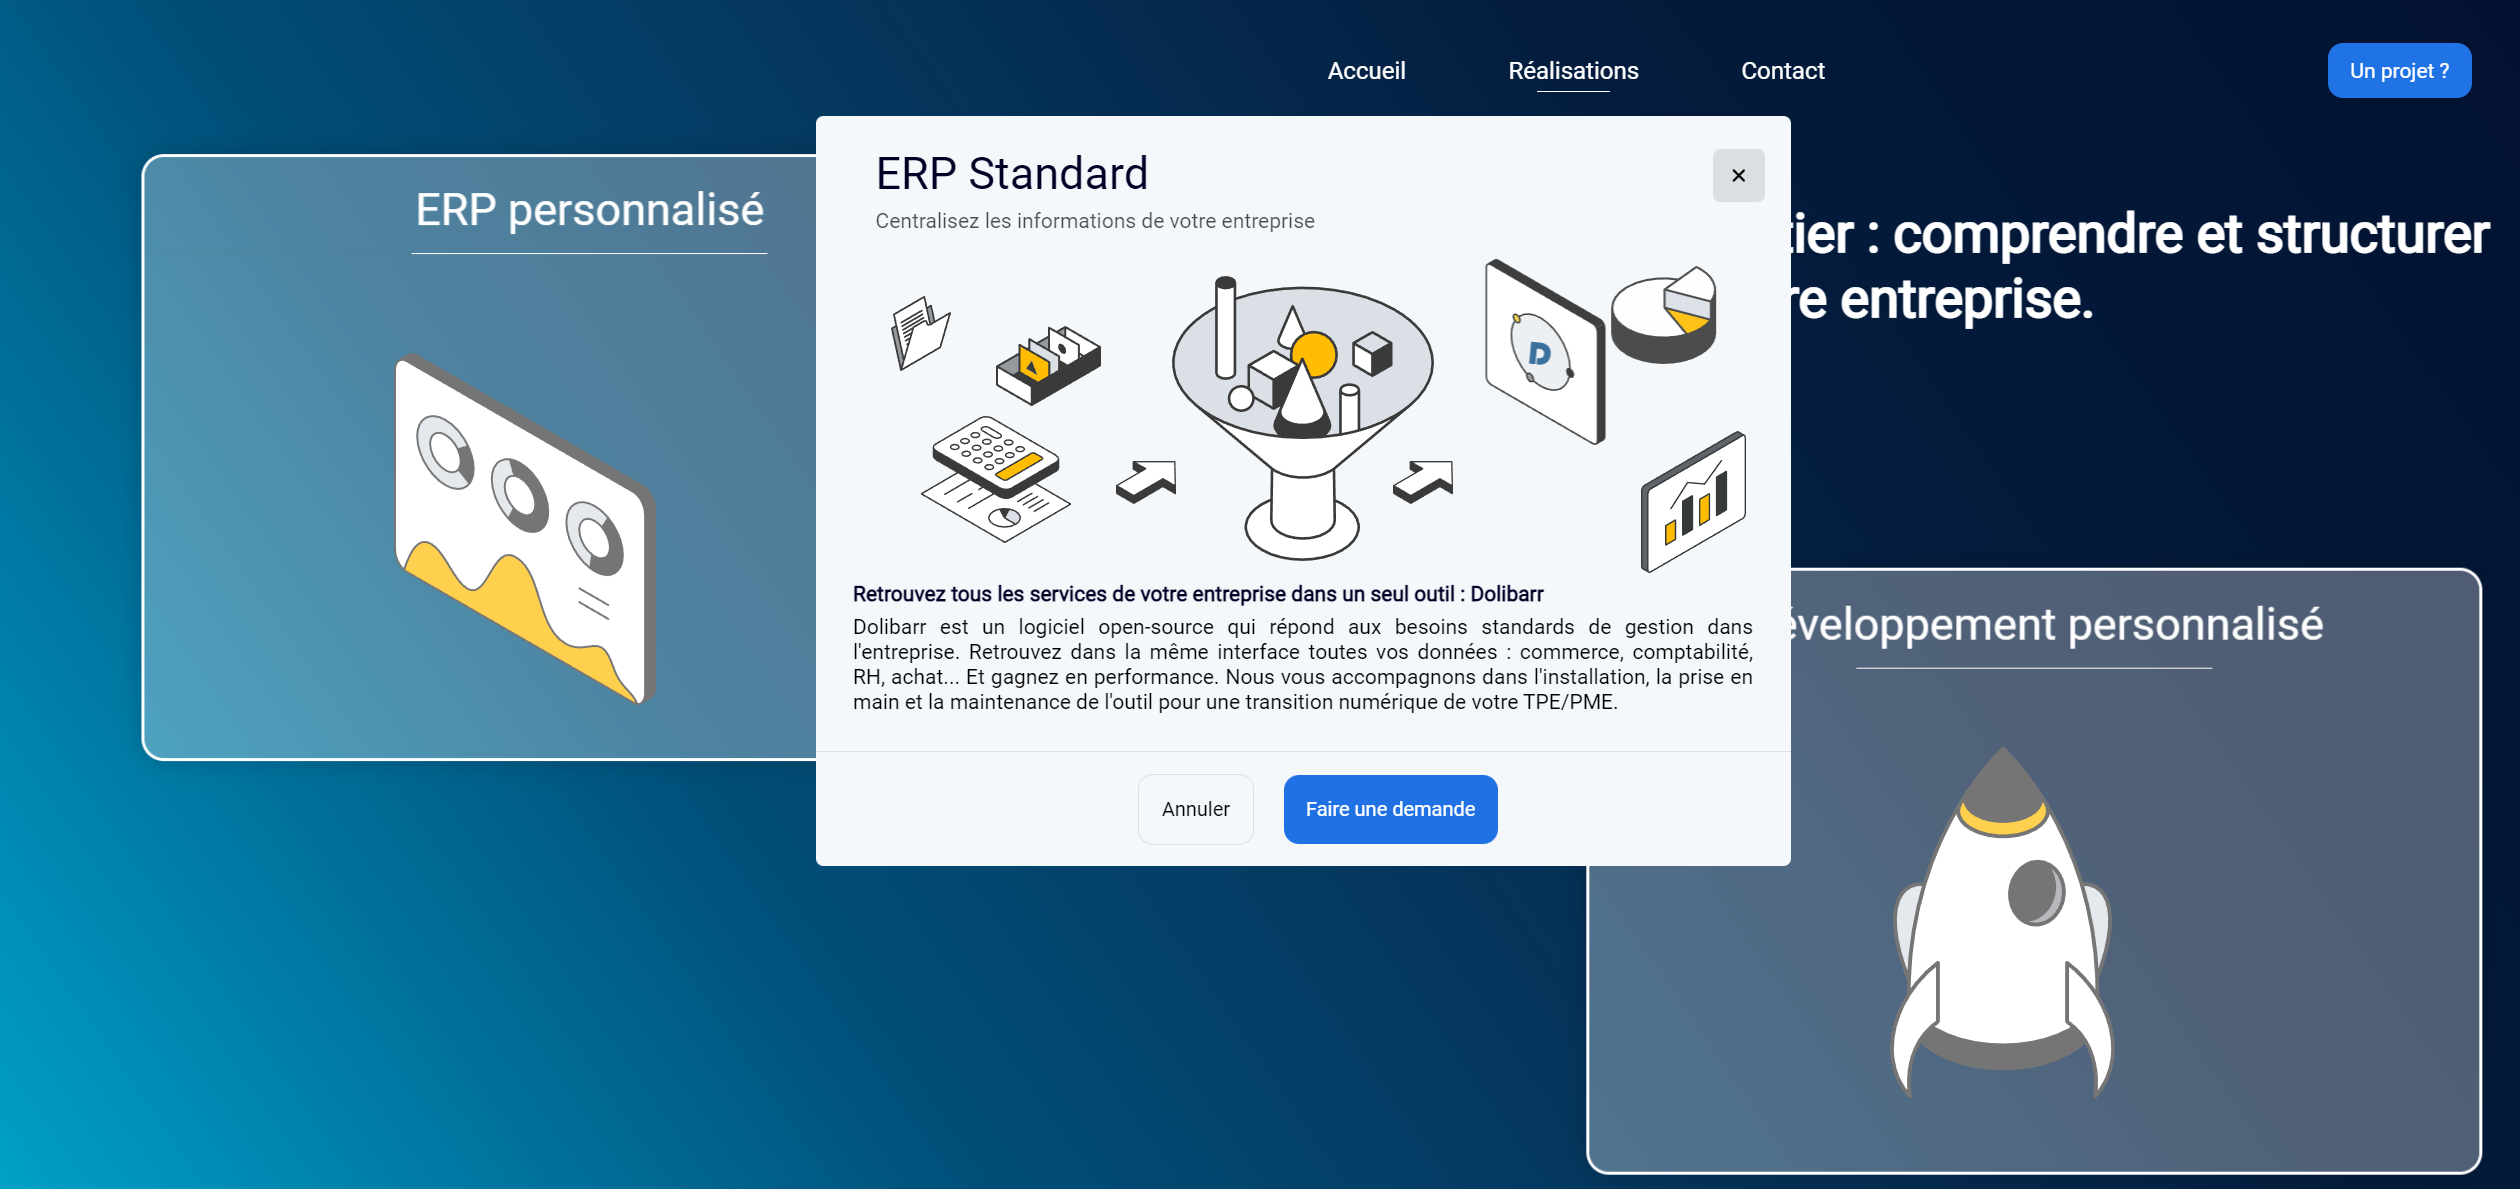 Accueil
Réalisations
Contact
Un projet ?
ERP personnalisé
ERP Standard
Centralisez les informations de votre entreprise
tier : comprendre et structurer
re entreprise.
D
Retrouvez tous les services de votre entreprise dans un seul outil : Dolibarr
Dolibarr est un logiciel open-source qui répond aux besoins standards de gestion dans
l'entreprise. Retrouvez dans la même interface toutes vos données : commerce, comptabilité,
RH, achat... Et gagnez en performance. Nous vous accompagnons dans l'installation, la prise en
main et la maintenance de l'outil pour une transition numérique de votre TPE/PME.
éveloppement personnalisé
Annuler
Faire une demande